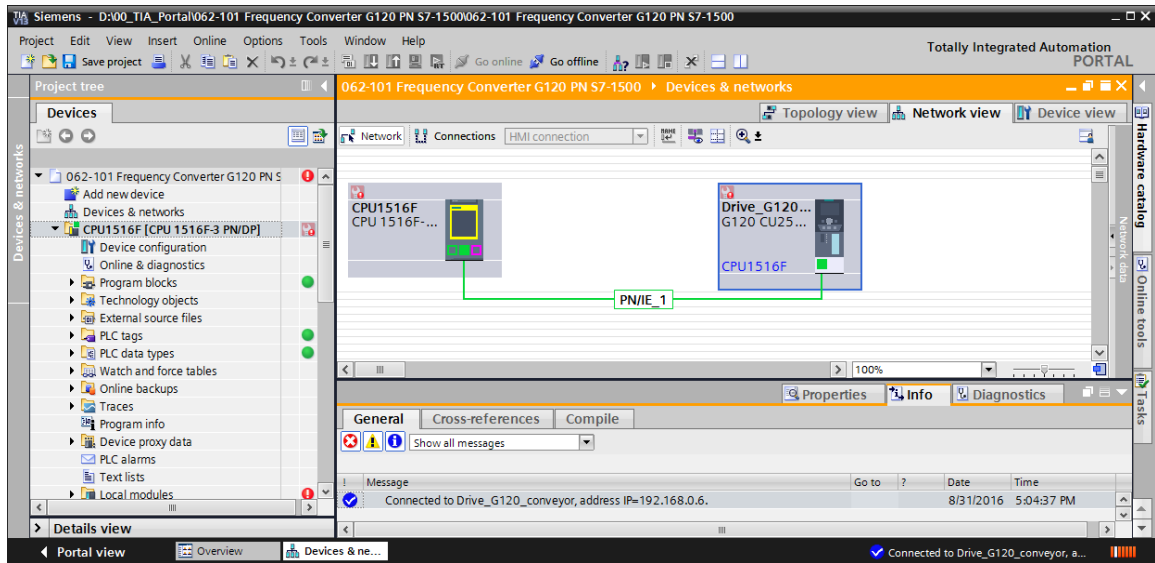 TIA V13 Siemens - D:\00_TIA_Portal\062-101 Frequency Converter G120 PN S7-1500\062-101 Frequency Converter G120 PN S7-1500
Project Edit View Insert Online Options Tools Window Help
Totally Integrated Automation
PORTAL
Save project Go online Go offline
Project tree
062-101 Frequency Converter G120 PN S7-1500 Devices & networks
Devices
Topology view Network view Device view
Network Connections HMI connection
062-101 Frequency Converter G120 PN S
Add new device
Devices & networks
CPU1516F [CPU 1516F-3 PN/DP]
Device configuration
Online & diagnostics
Program blocks
Technology objects
External source files
PLC tags
PLC data types
Watch and force tables
Online backups
Traces
Program info
Device proxy data
PLC alarms
Text lists
Local modules
Details view
Devices & networks
CPU1516F
CPU 1516F-...
Drive_G120...
G120 CU25...
CPU1516F
PN/IE_1
100%
Network data
Properties Info Diagnostics
General Cross-references Compile
Show all messages
! Message Go to ? Date Time
Connected to Drive_G120_conveyor, address IP=192.168.0.6. 8/31/2016 5:04:37 PM
Hardware catalog
Online tools
Tasks
Portal view Overview Devices & ne... Connected to Drive_G120_conveyor, a...